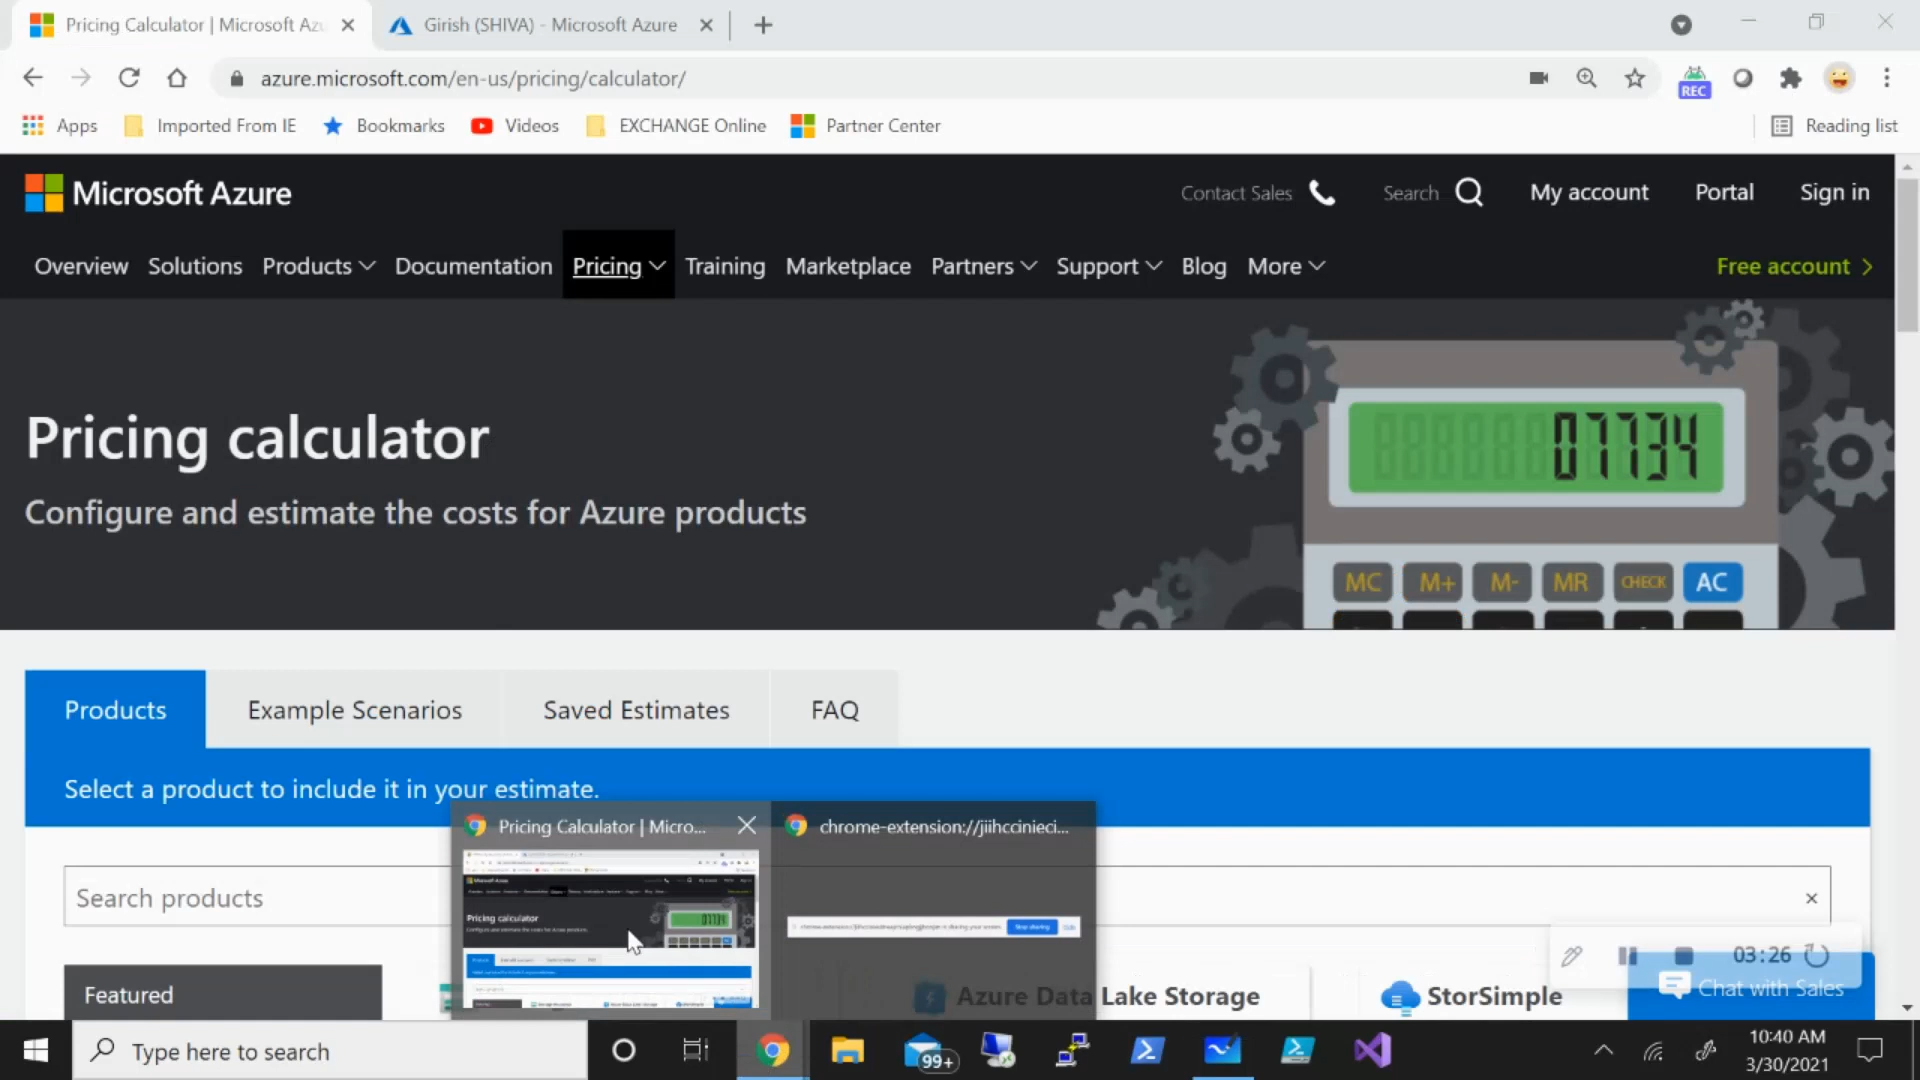 Pricing Calculator | Microsoft Az
Girish (SHIVA) - Microsoft Azure
azure.microsoft.com/en-us/pricing/calculator/
REC
Apps
Imported From IE
Bookmarks
Videos
EXCHANGE Online
Partner Center
Reading list
Microsoft Azure
Contact Sales
Search
My account
Portal
Sign in
Overview
Solutions
Products
Documentation
Pricing
Training
Marketplace
Partners
Support
Blog
More
Free account
07734
Pricing calculator
Configure and estimate the costs for Azure products
MC M+ M- MR CHECK AC
Products
Example Scenarios
Saved Estimates
FAQ
Select a product to include it in your estimate.
Pricing Calculator | Micro...
chrome-extension://jiihcciniecí...
Search products
Pricing calculator
Stop sharing
03:26
Chat with Sales
Featured
Azure Data Lake Storage
StorSimple
Type here to search
99+
10:40 AM
3/30/2021